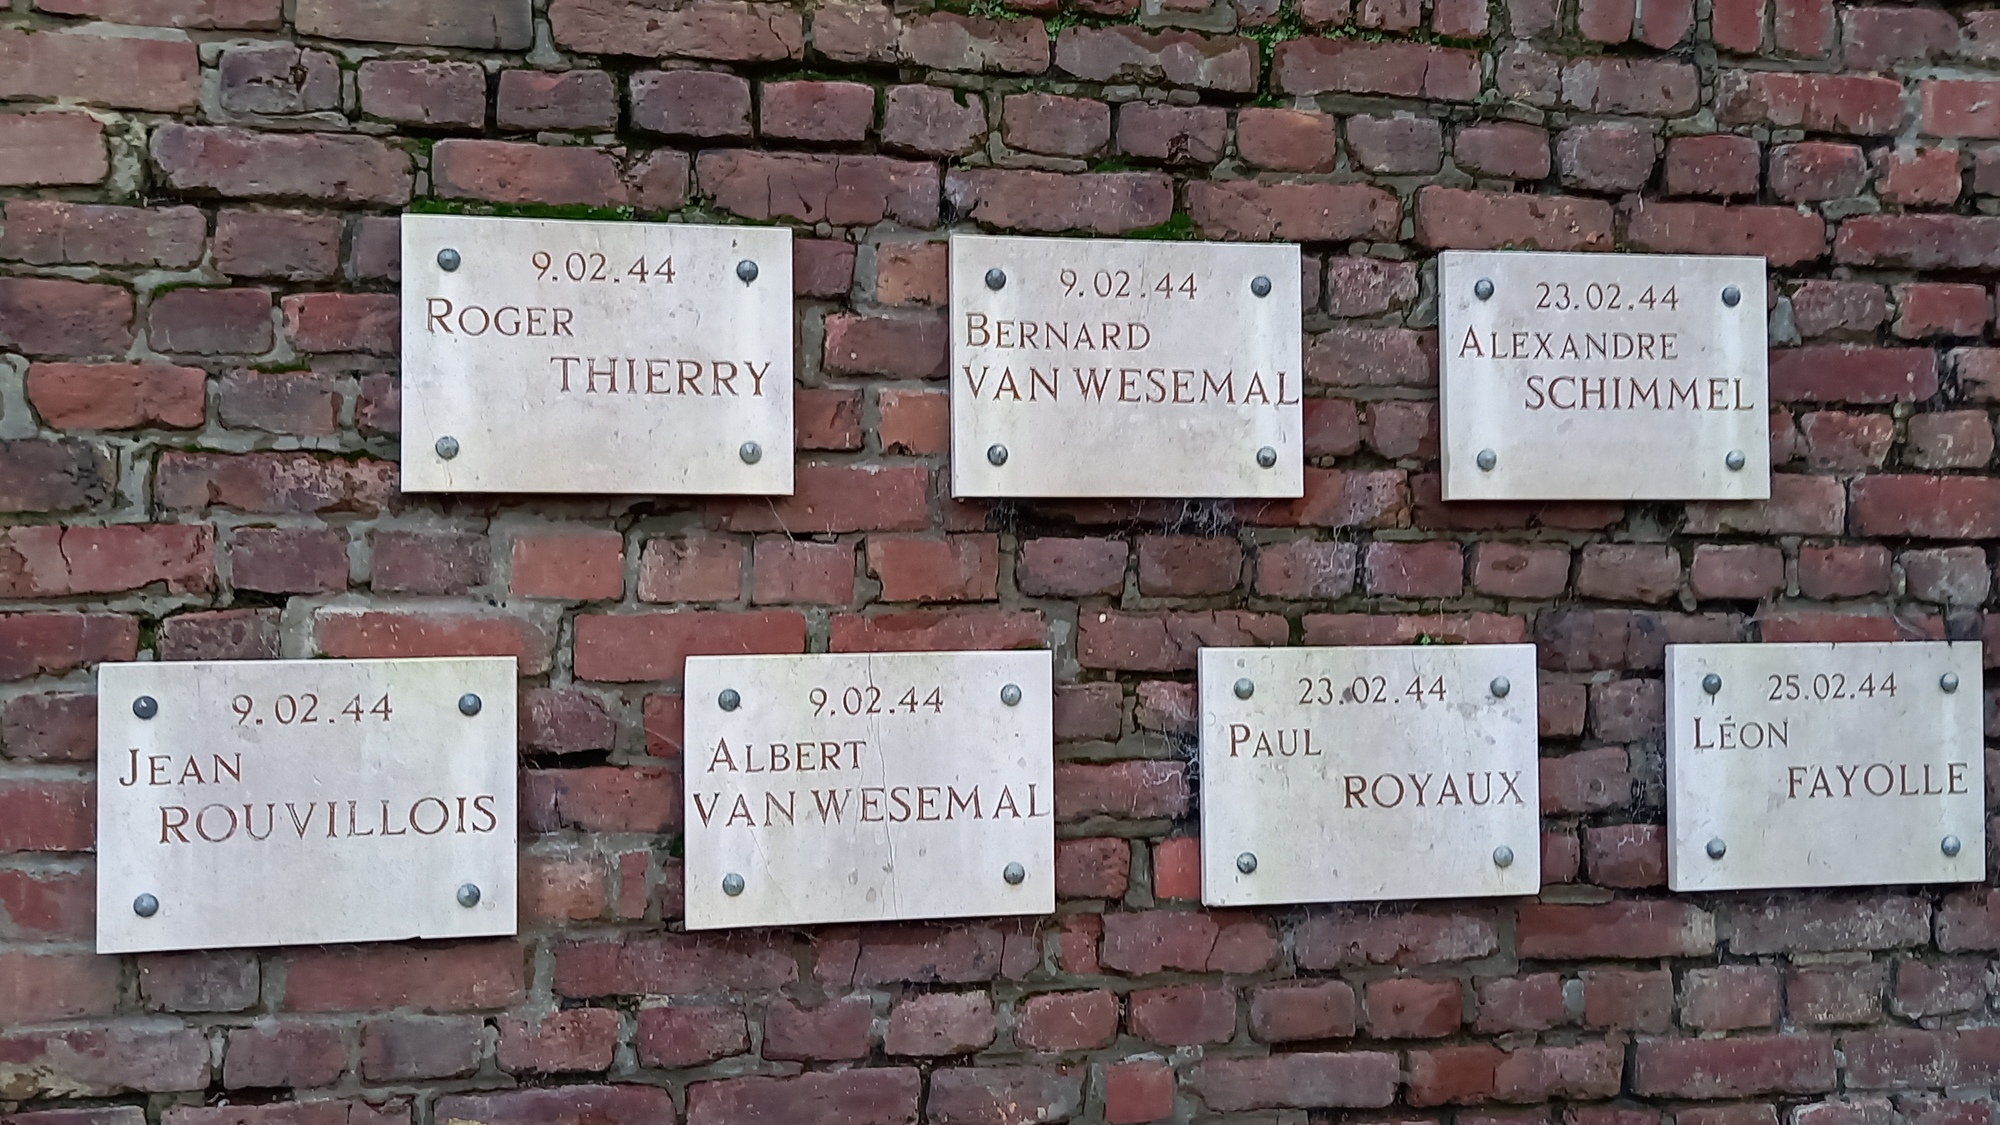 9.02.44
ROGER
THIERRY
9.02.44
BERNARD
VAN WESEMAL
23.02.44
ALEXANDRE
SCHIMMEL
9.02.44
JEAN
ROUVILLOIS
9.02.44
ALBERT
VAN WESEMAL
23.02.44
PAUL
ROYAUX
25.02.44
LÉON
FAYOLLE